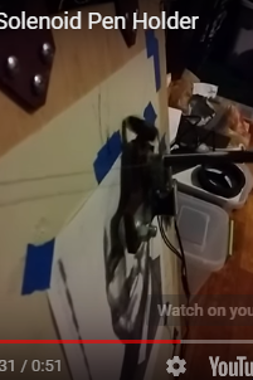 Solenoid Pen Holder
Watch on you
31 / 0:51
YouTu